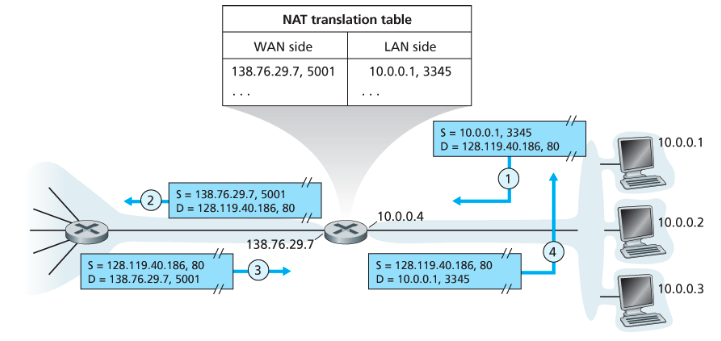 NAT translation table
WAN side LAN side
138.76.29.7, 5001 10.0.0.1, 3345
. . . . . .
S = 10.0.0.1, 3345
D = 128.119.40.186, 80
10.0.0.1
1
S = 138.76.29.7, 5001
D = 128.119.40.186, 80
2
10.0.0.4
10.0.0.2
138.76.29.7
4
S = 128.119.40.186, 80
D = 138.76.29.7, 5001
3
S = 128.119.40.186, 80
D = 10.0.0.1, 3345
10.0.0.3